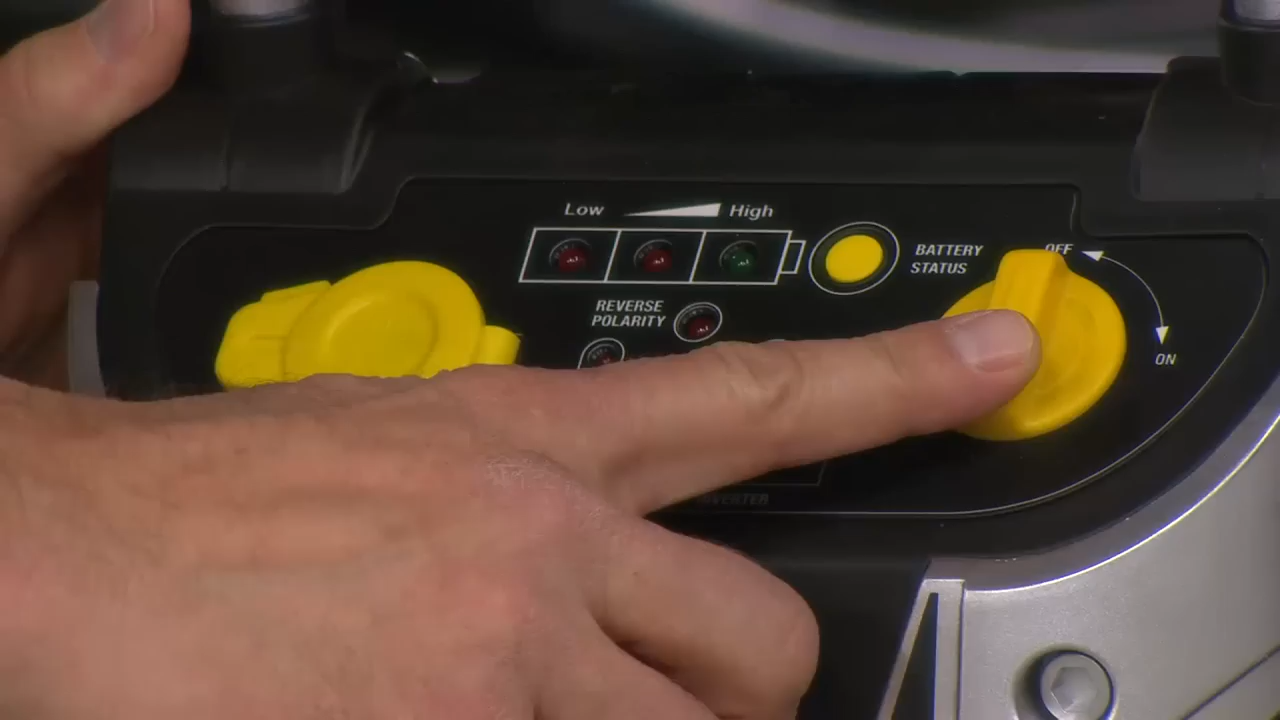 Low High
BATTERY
STATUS
OFF
REVERSE
POLARITY
ON